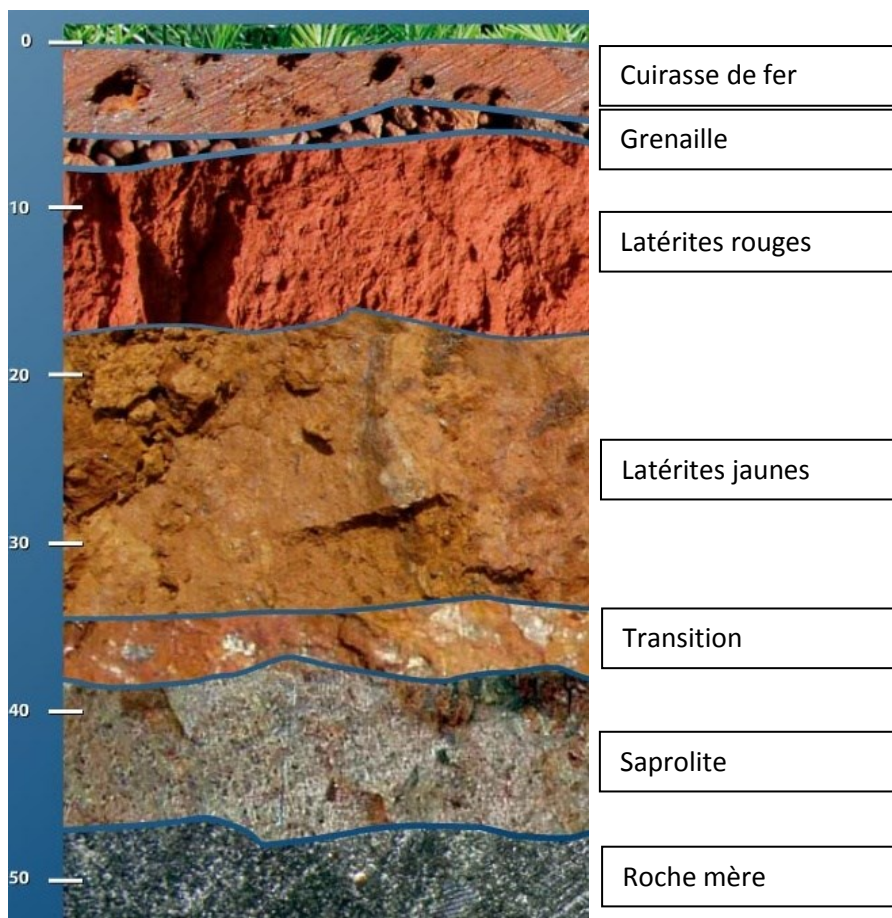 0
Cuirasse de fer
Grenaille
10
Latérites rouges
20
Latérites jaunes
30
Transition
40
Saprolite
50
Roche mère